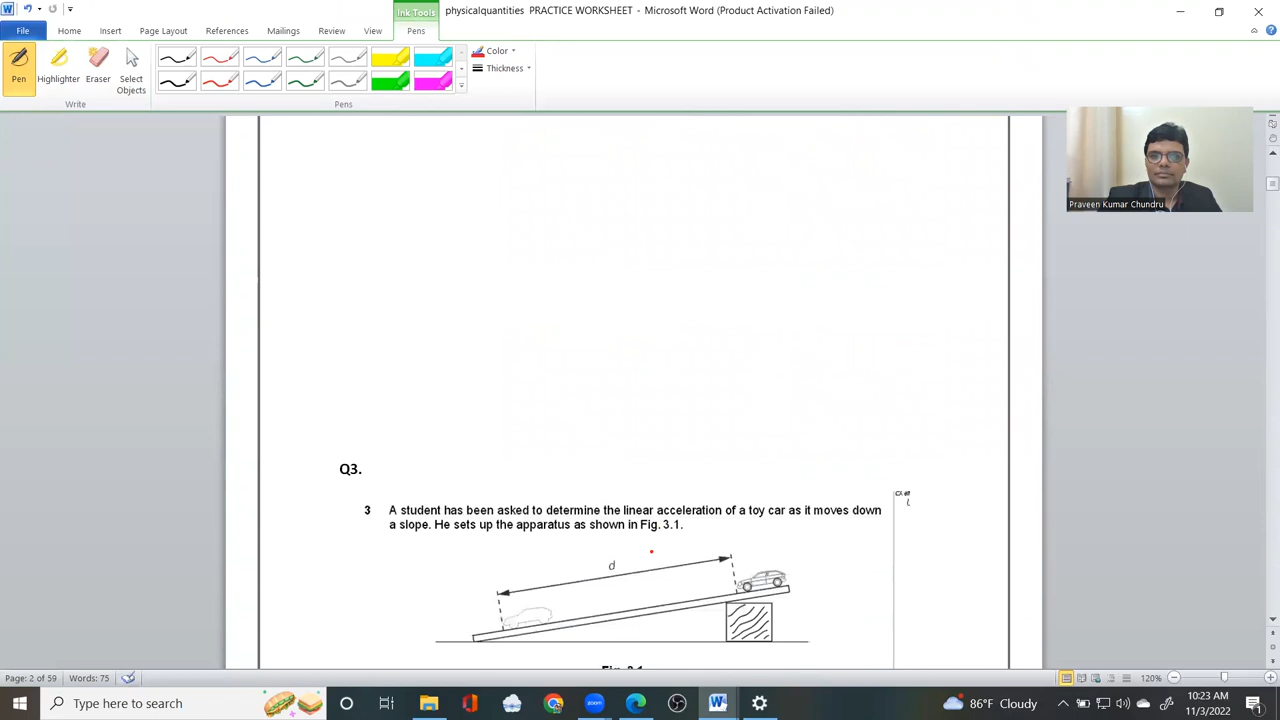 Ink Tools
physicalquantities PRACTICE WORKSHEET - Microsoft Word (Product Activation Failed)
File Home Insert Page Layout References Mailings Review View Pens
Pen Highlighter Eraser Select Objects
Color
Thickness
Write Pens
Praveen Kumar Chundru
Q3.
3 A student has been asked to determine the linear acceleration of a toy car as it moves down
a slope. He sets up the apparatus as shown in Fig. 3.1.
d
Page: 2 of 59 Words: 75 120%
Type here to search
zoom
86°F Cloudy
10:23 AM
11/3/2022